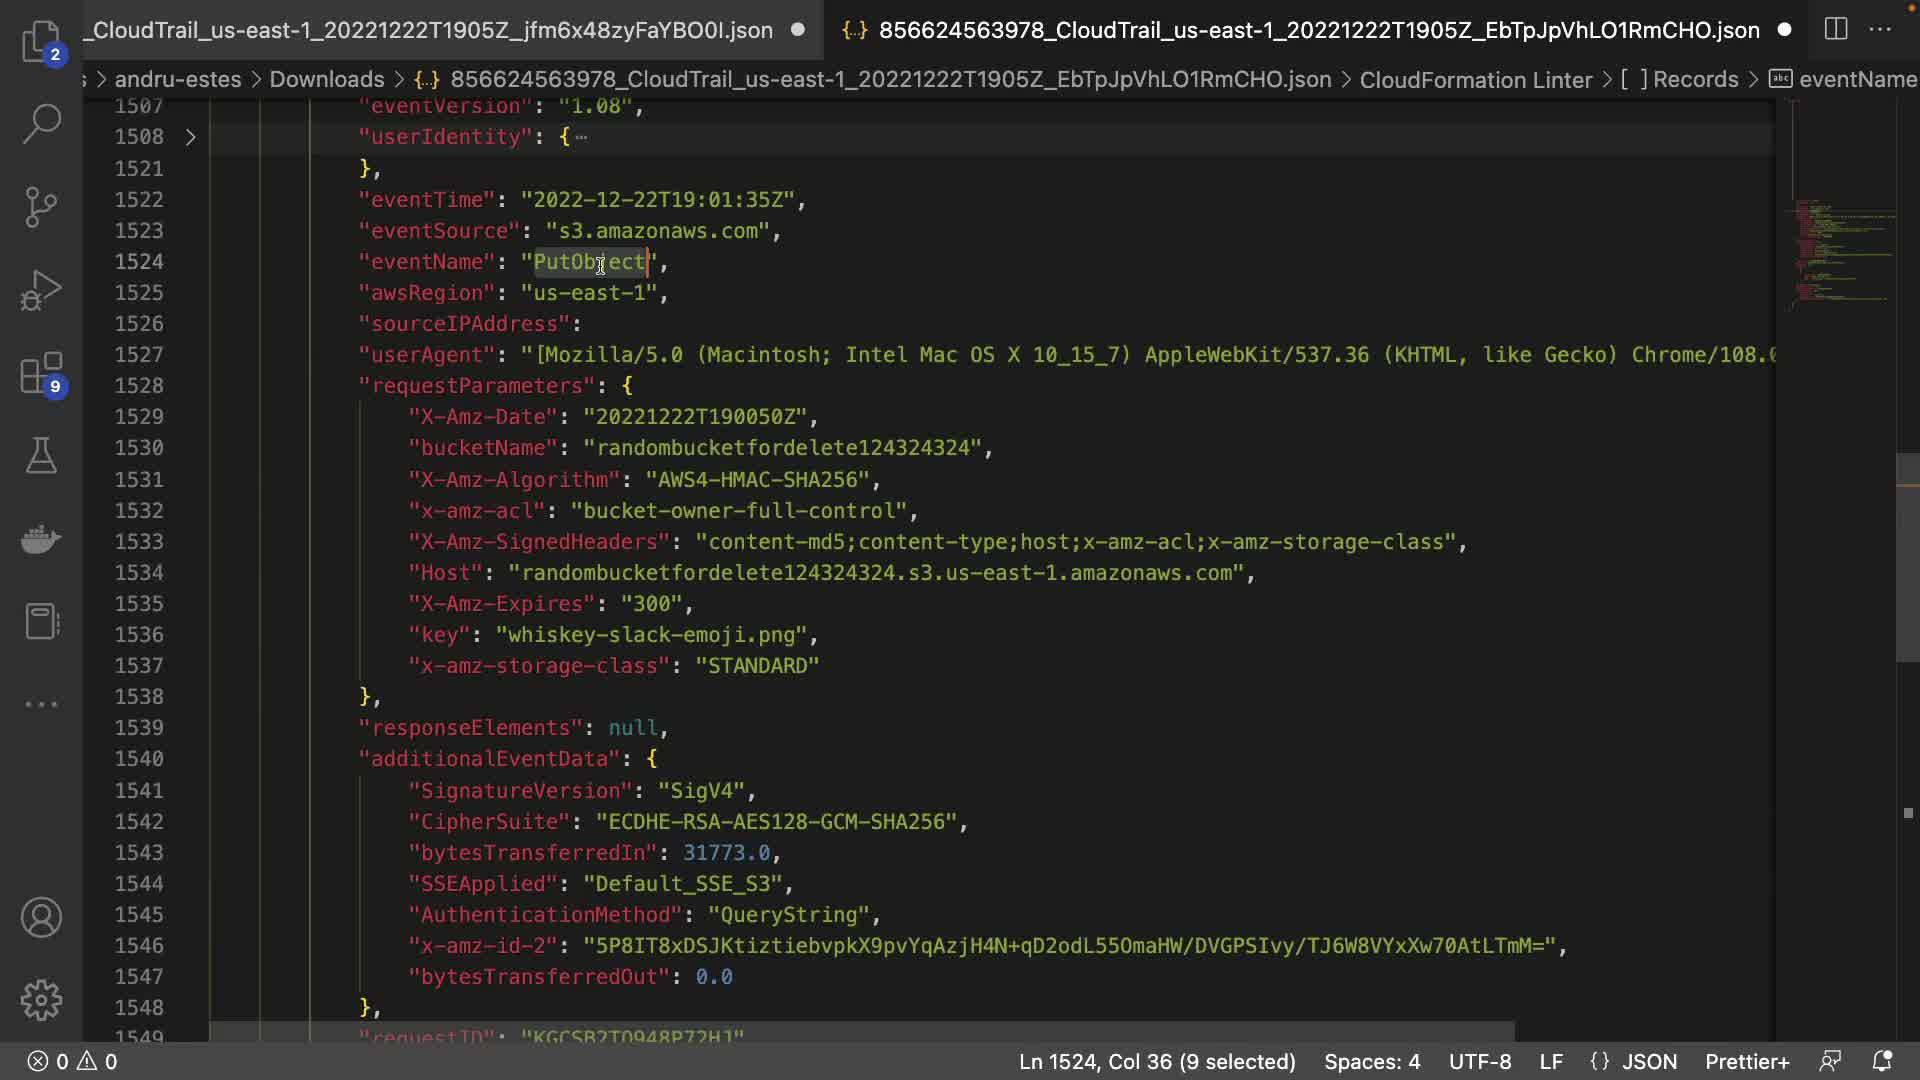 _CloudTrail_us-east-1_20221222T1905Z_jfm6x48zyFaYBO0I.json
{..} 856624563978_CloudTrail_us-east-1_20221222T1905Z_EbTpJpVhLO1RmCHO.json
s > andru-estes > Downloads > {..} 856624563978_CloudTrail_us-east-1_20221222T1905Z_EbTpJpVhLO1RmCHO.json > CloudFormation Linter > [ ] Records > abc eventName
1507 "eventVersion": "1.08",
1508 > "userIdentity": { ...
1521 },
1522 "eventTime": "2022-12-22T19:01:35Z",
1523 "eventSource": "s3.amazonaws.com",
1524 "eventName": "PutObject",
1525 "awsRegion": "us-east-1",
1526 "sourceIPAddress":
1527 "userAgent": "[Mozilla/5.0 (Macintosh; Intel Mac OS X 10_15_7) AppleWebKit/537.36 (KHTML, like Gecko) Chrome/108.0
1528 "requestParameters": {
1529 "X-Amz-Date": "20221222T190050Z",
1530 "bucketName": "randombucketfordelete124324324",
1531 "X-Amz-Algorithm": "AWS4-HMAC-SHA256",
1532 "x-amz-acl": "bucket-owner-full-control",
1533 "X-Amz-SignedHeaders": "content-md5;content-type;host;x-amz-acl;x-amz-storage-class",
1534 "Host": "randombucketfordelete124324324.s3.us-east-1.amazonaws.com",
1535 "X-Amz-Expires": "300",
1536 "key": "whiskey-slack-emoji.png",
1537 "x-amz-storage-class": "STANDARD"
1538 },
1539 "responseElements": null,
1540 "additionalEventData": {
1541 "SignatureVersion": "SigV4",
1542 "CipherSuite": "ECDHE-RSA-AES128-GCM-SHA256",
1543 "bytesTransferredIn": 31773.0,
1544 "SSEApplied": "Default_SSE_S3",
1545 "AuthenticationMethod": "QueryString",
1546 "x-amz-id-2": "5P8IT8xDSJKtiztiebvpkX9pvYqAzjH4N+qD2odL55OmaHW/DVGPSIvy/TJ6W8VYxXw70AtLTmM=",
1547 "bytesTransferredOut": 0.0
1548 },
1549 "requestID": "KGCSB2TQ948P72HJ"
2
9
0 0
Ln 1524, Col 36 (9 selected) Spaces: 4 UTF-8 LF {} JSON Prettier+